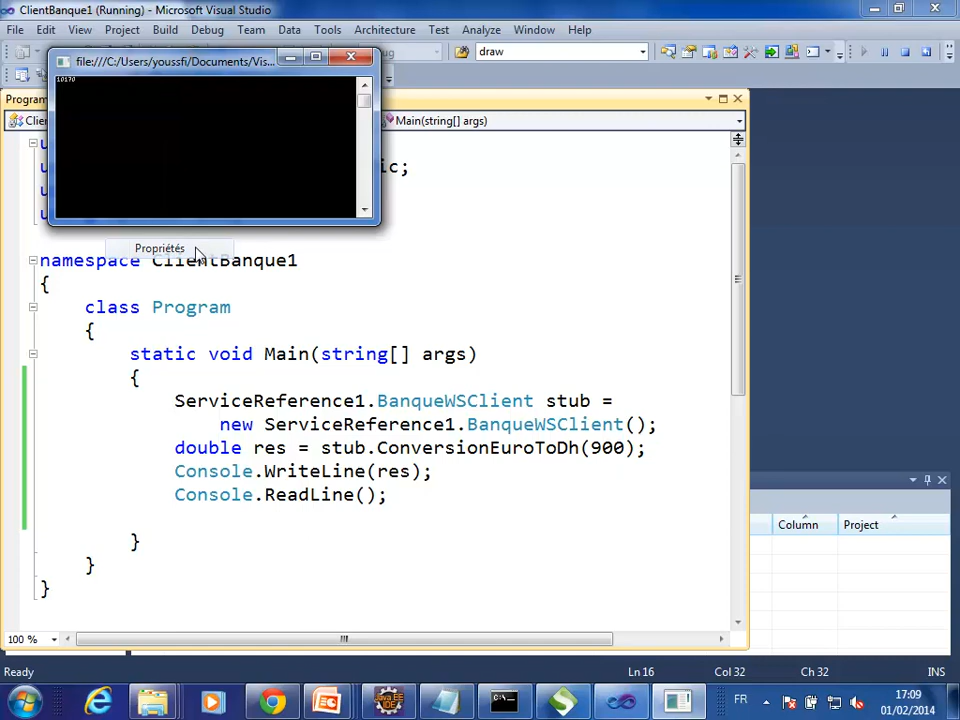 ClientBanque1 (Running) - Microsoft Visual Studio
File Edit View Project Build Debug Team Data Tools Architecture Test Analyze Window Help
draw
file:///C:/Users/youssfi/Documents/Vis...
10170
Propriétés
Main(string[] args)
ic;
namespace ClientBanque1
{
class Program
{
static void Main(string[] args)
{
ServiceReference1.BanqueWSClient stub =
new ServiceReference1.BanqueWSClient();
double res = stub.ConversionEuroToDh(900);
Console.WriteLine(res);
Console.ReadLine();
}
}
}
Column Project
100 %
Ready Ln 16 Col 32 Ch 32 INS
FR 17:09
01/02/2014